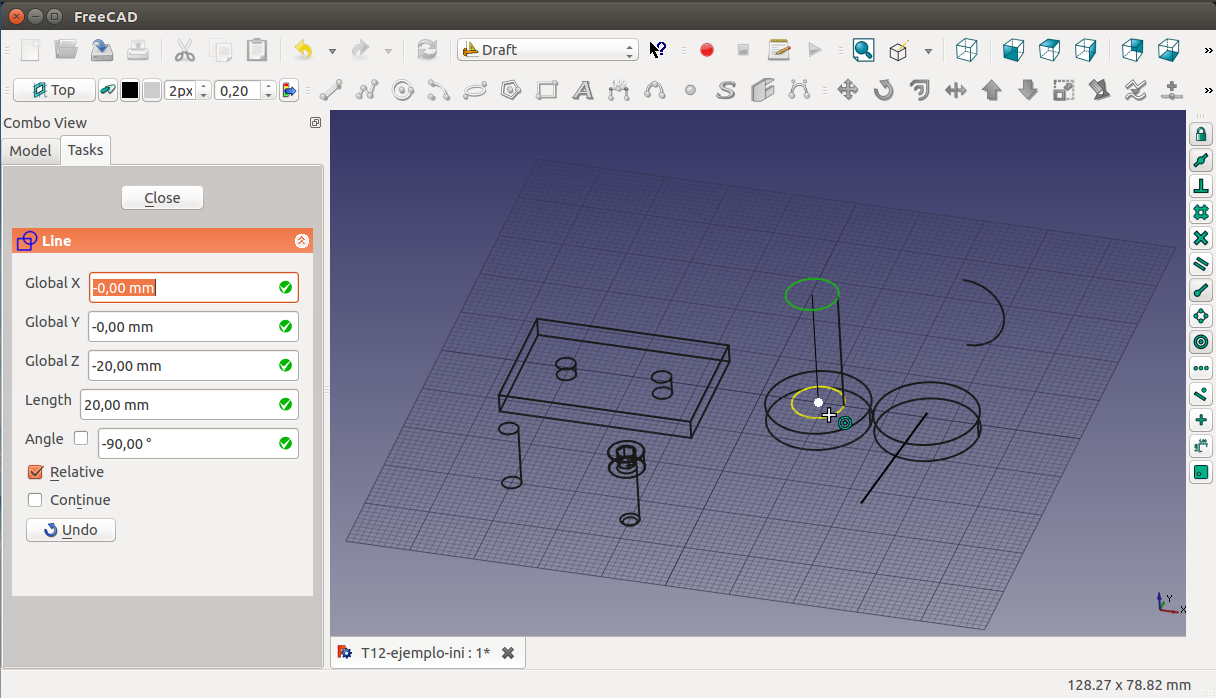 FreeCAD
Draft
Top
2px
0,20
Combo View
Model
Tasks
Close
Line
Global X
-0,00 mm
Global Y
-0,00 mm
Global Z
-20,00 mm
Length
20,00 mm
Angle
-90,00 °
Relative
Continue
Undo
Y
X
T12-ejemplo-ini : 1*
128.27 x 78.82 mm